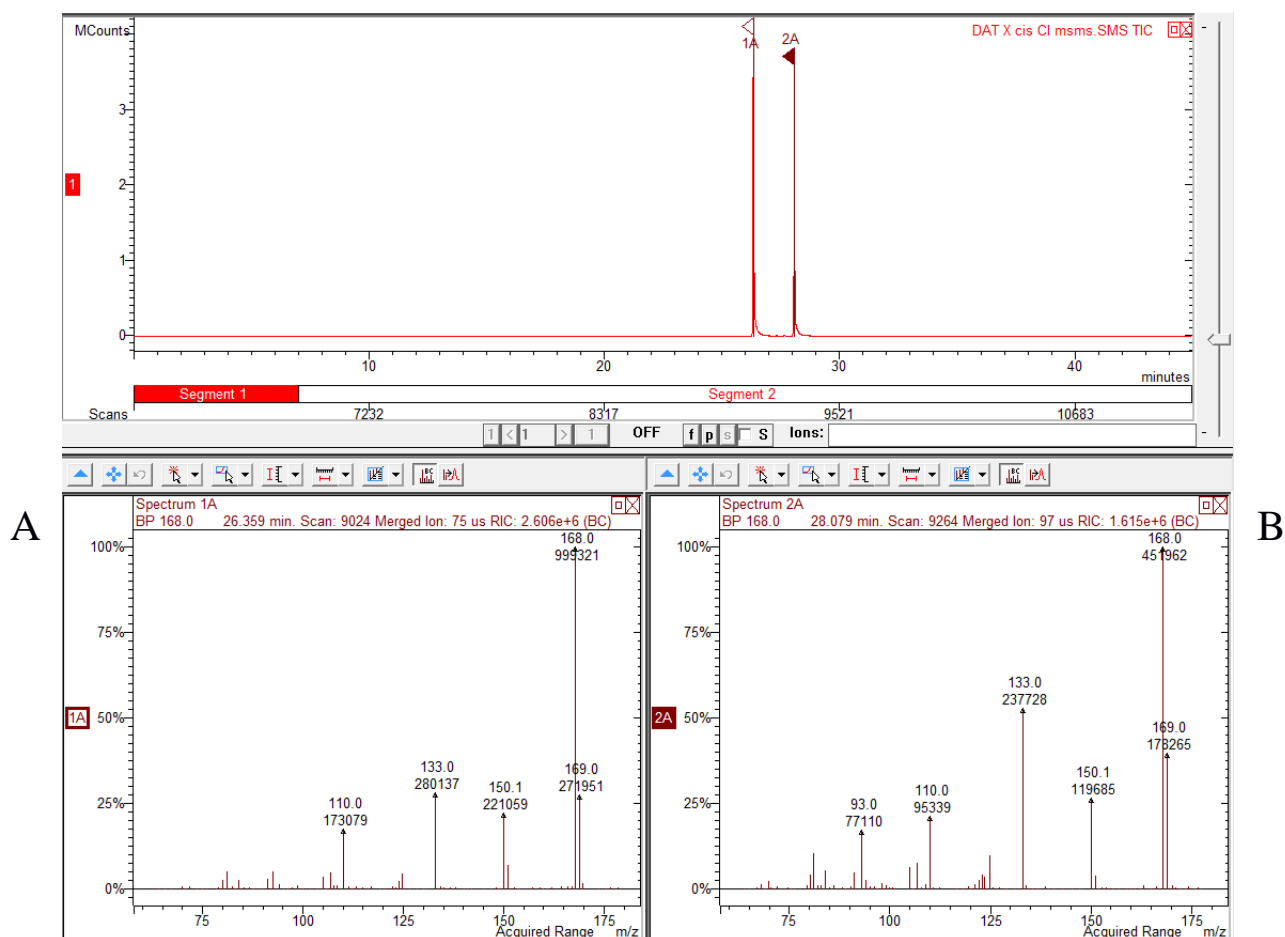 MCounts
DAT X cis CI msms.SMS TIC
1A
2A
3
2
1
0
1
10
20
30
40
minutes
Segment 1
Segment 2
Scans
7232
8317
9521
10683
1 < 1 > 1 OFF f p s S Ions:
A
B
Spectrum 1A
BP 168.0 26.359 min. Scan: 9024 Merged Ion: 75 us RIC: 2.606e+6 (BC)
100%
75%
50%
25%
0%
1A
168.0
999321
133.0
280137
169.0
271951
150.1
221059
110.0
173079
75
100
125
150
175
Acquired Range m/z
Spectrum 2A
BP 168.0 28.079 min. Scan: 9264 Merged Ion: 97 us RIC: 1.615e+6 (BC)
100%
75%
50%
25%
0%
2A
168.0
451962
133.0
237728
169.0
150.1
119685
110.0
95339
93.0
77110
75
100
125
150
175
Acquired Range m/z